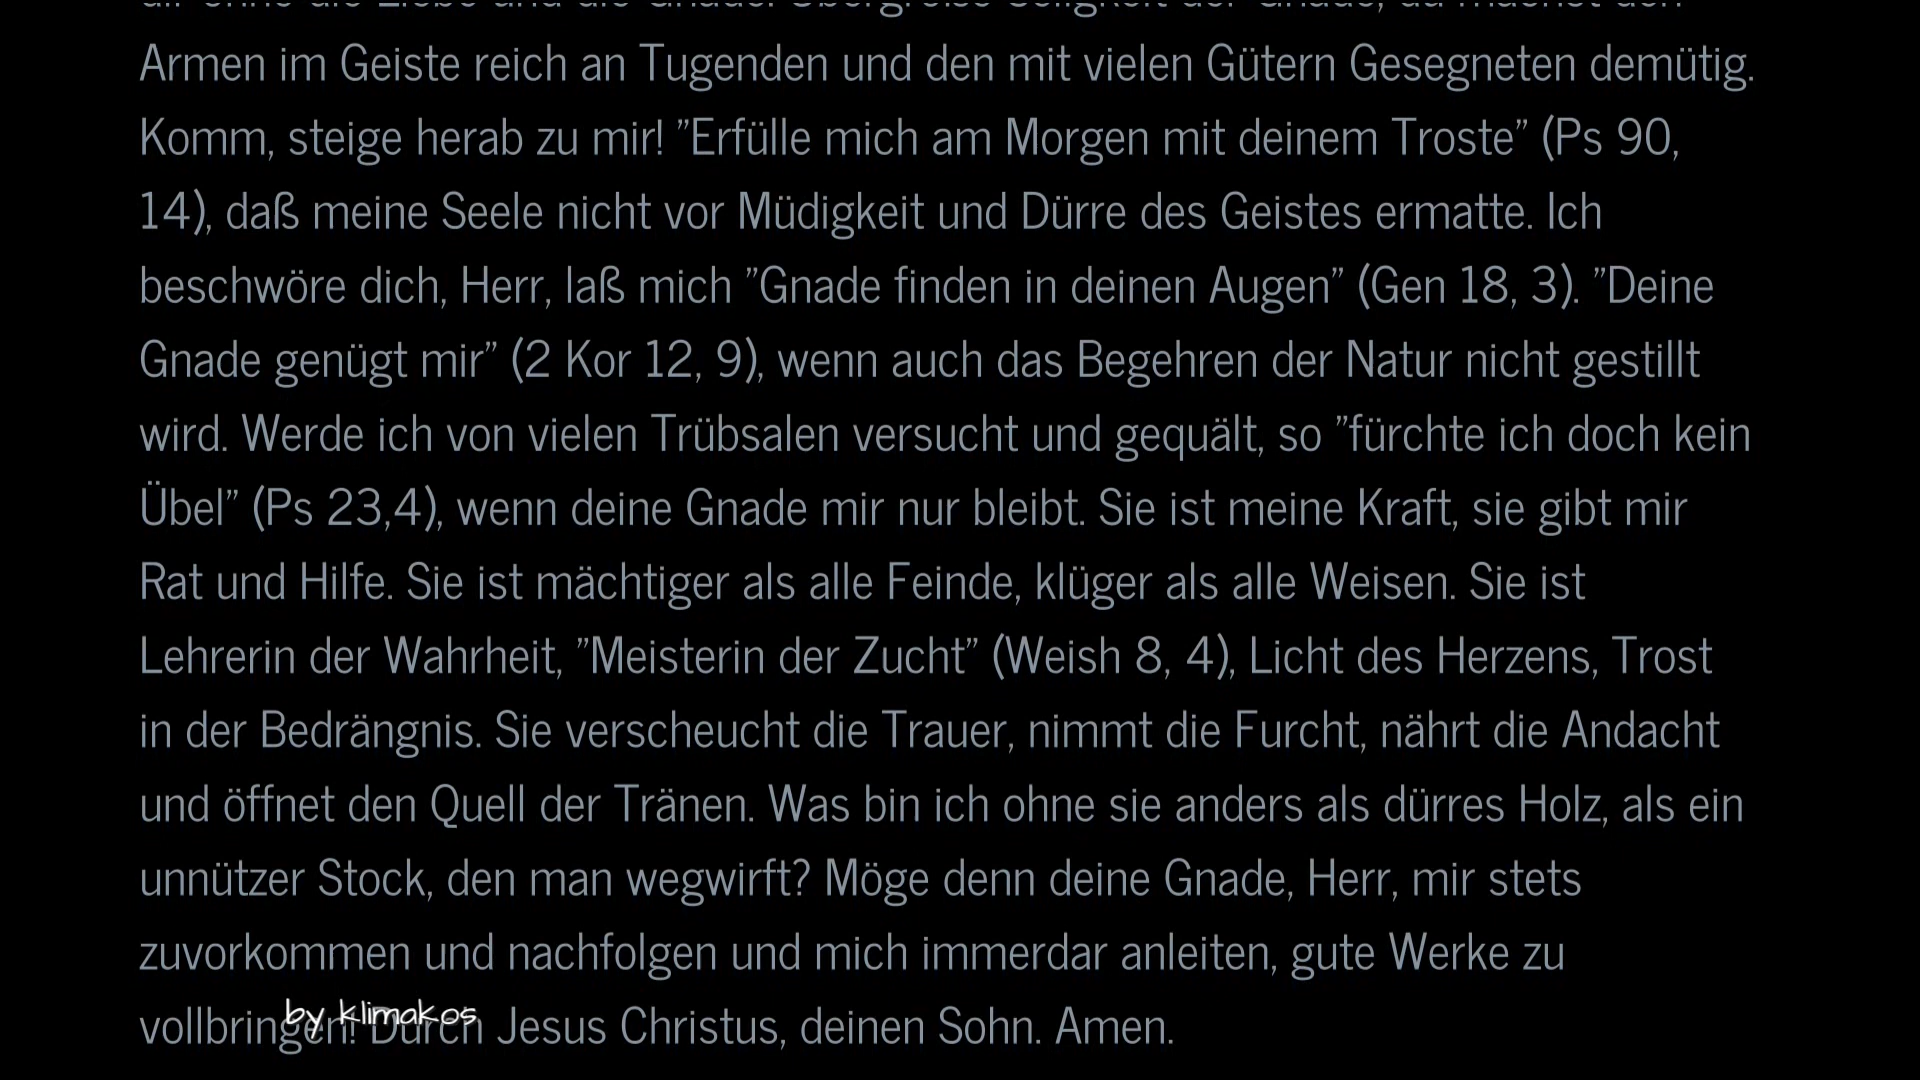 Armen im Geiste reich an Tugenden und den mit vielen Gütern Gesegneten demütig.
Komm, steige herab zu mir! ”Erfülle mich am Morgen mit deinem Troste” (Ps 90,
14), daß meine Seele nicht vor Müdigkeit und Dürre des Geistes ermatte. Ich
beschwöre dich, Herr, laß mich ”Gnade finden in deinen Augen” (Gen 18, 3). ”Deine
Gnade genügt mir” (2 Kor 12, 9), wenn auch das Begehren der Natur nicht gestillt
wird. Werde ich von vielen Trübsalen versucht und gequält, so ”fürchte ich doch kein
Übel” (Ps 23,4), wenn deine Gnade mir nur bleibt. Sie ist meine Kraft, sie gibt mir
Rat und Hilfe. Sie ist mächtiger als alle Feinde, klüger als alle Weisen. Sie ist
Lehrerin der Wahrheit, ”Meisterin der Zucht” (Weish 8, 4), Licht des Herzens, Trost
in der Bedrängnis. Sie verscheucht die Trauer, nimmt die Furcht, nährt die Andacht
und öffnet den Quell der Tränen. Was bin ich ohne sie anders als dürres Holz, als ein
unnützer Stock, den man wegwirft? Möge denn deine Gnade, Herr, mir stets
zuvorkommen und nachfolgen und mich immerdar anleiten, gute Werke zu
vollbringen! Durch Jesus Christus, deinen Sohn. Amen.
by klimakos